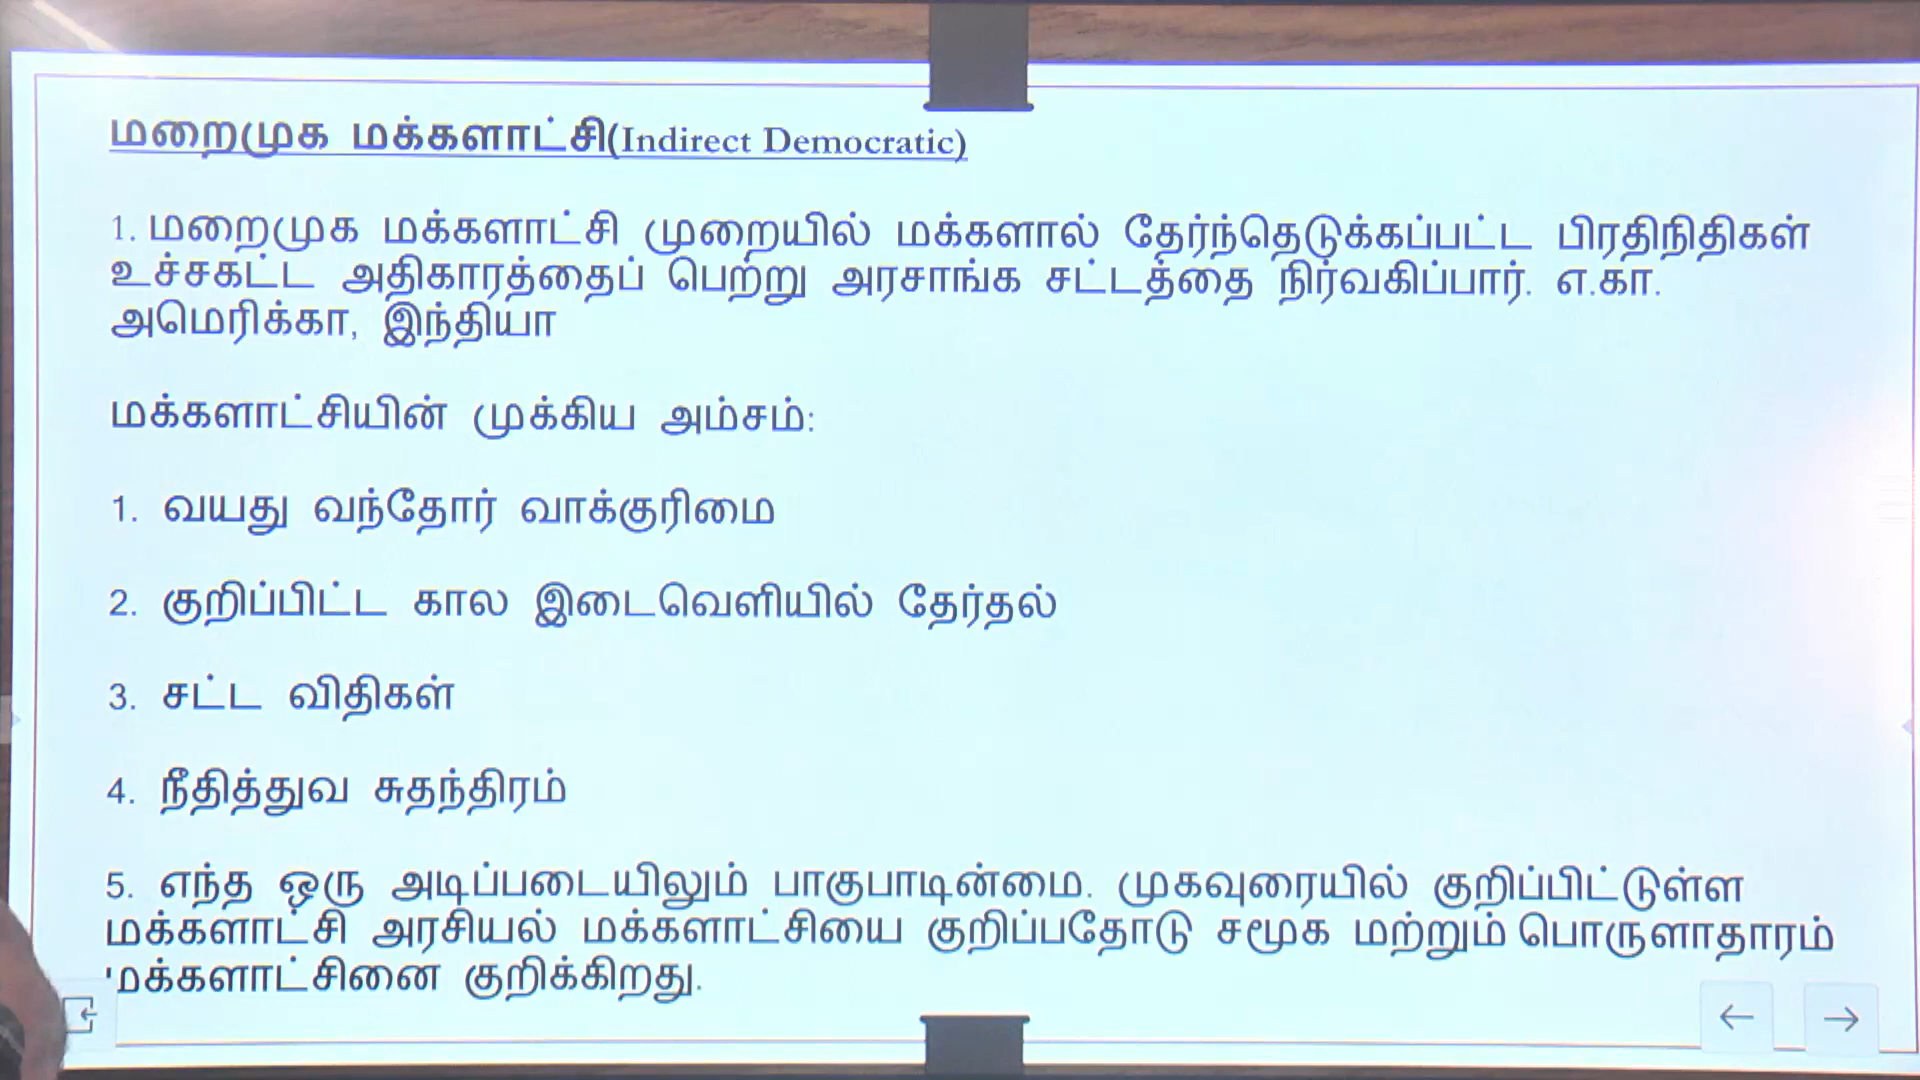 மறைமுக மக்களாட்சி(Indirect Democratic)
1. மறைமுக மக்களாட்சி முறையில் மக்களால் தேர்ந்தெடுக்கப்பட்ட பிரதிநிதிகள்
உச்சகட்ட அதிகாரத்தைப் பெற்று அரசாங்க சட்டத்தை நிர்வகிப்பார். எ.கா.
அமெரிக்கா, இந்தியா
மக்களாட்சியின் முக்கிய அம்சம்:
1. வயது வந்தோர் வாக்குரிமை
2. குறிப்பிட்ட கால இடைவெளியில் தேர்தல்
3. சட்ட விதிகள்
4. நீதித்துவ சுதந்திரம்
5. எந்த ஒரு அடிப்படையிலும் பாகுபாடின்மை. முகவுரையில் குறிப்பிட்டுள்ள
மக்களாட்சி அரசியல் மக்களாட்சியை குறிப்பதோடு சமூக மற்றும் பொருளாதாரம்
மக்களாட்சினை குறிக்கிறது.